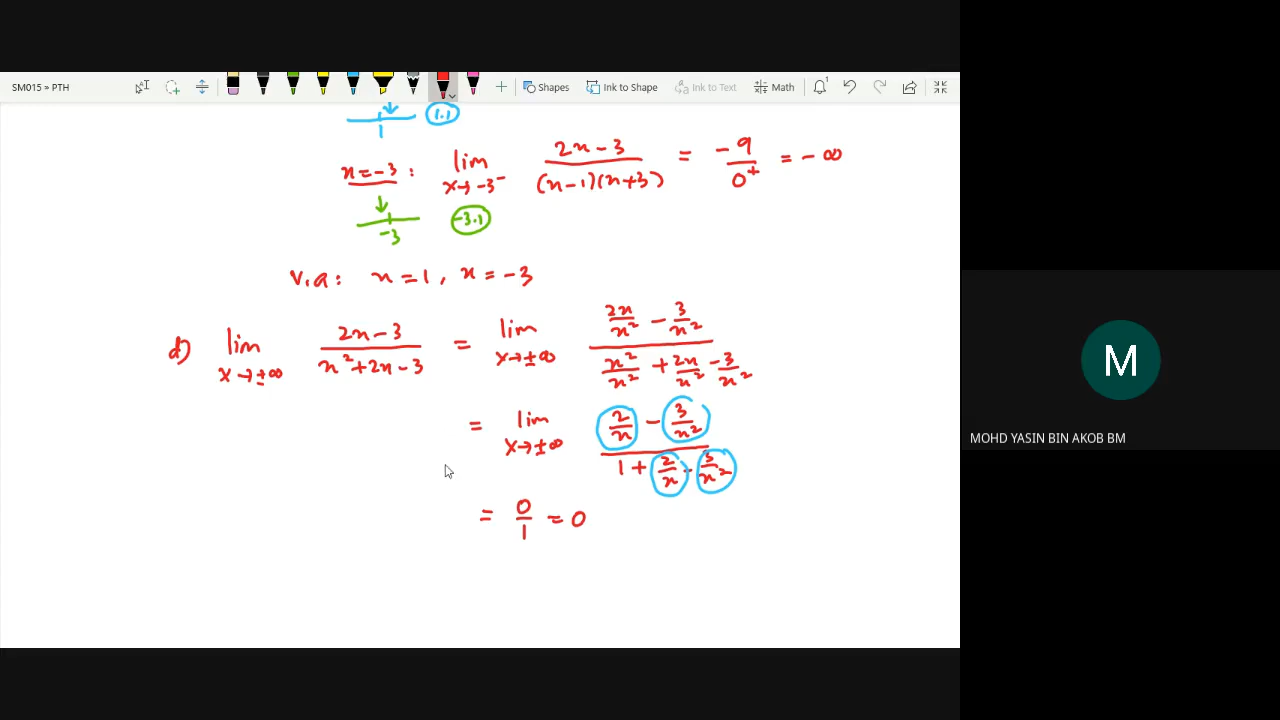 SM015 » PTH Shapes Ink to Shape Ink to Text Math
1 1.1
x = -3 : lim x→-3⁻ (2x-3)/((x-1)(x+3)) = -9/0⁺ = -∞
-3 -3.1
V.a : x = 1, x = -3
d) lim x→±∞ (2x-3)/(x²+2x-3) = lim x→±∞ (2x/x² - 3/x²)/(x²/x² + 2x/x² - 3/x²)
= lim x→±∞ (2/x - 3/x²)/(1 + 2/x - 3/x²)
= 0/1 = 0
M
MOHD YASIN BIN AKOB BM